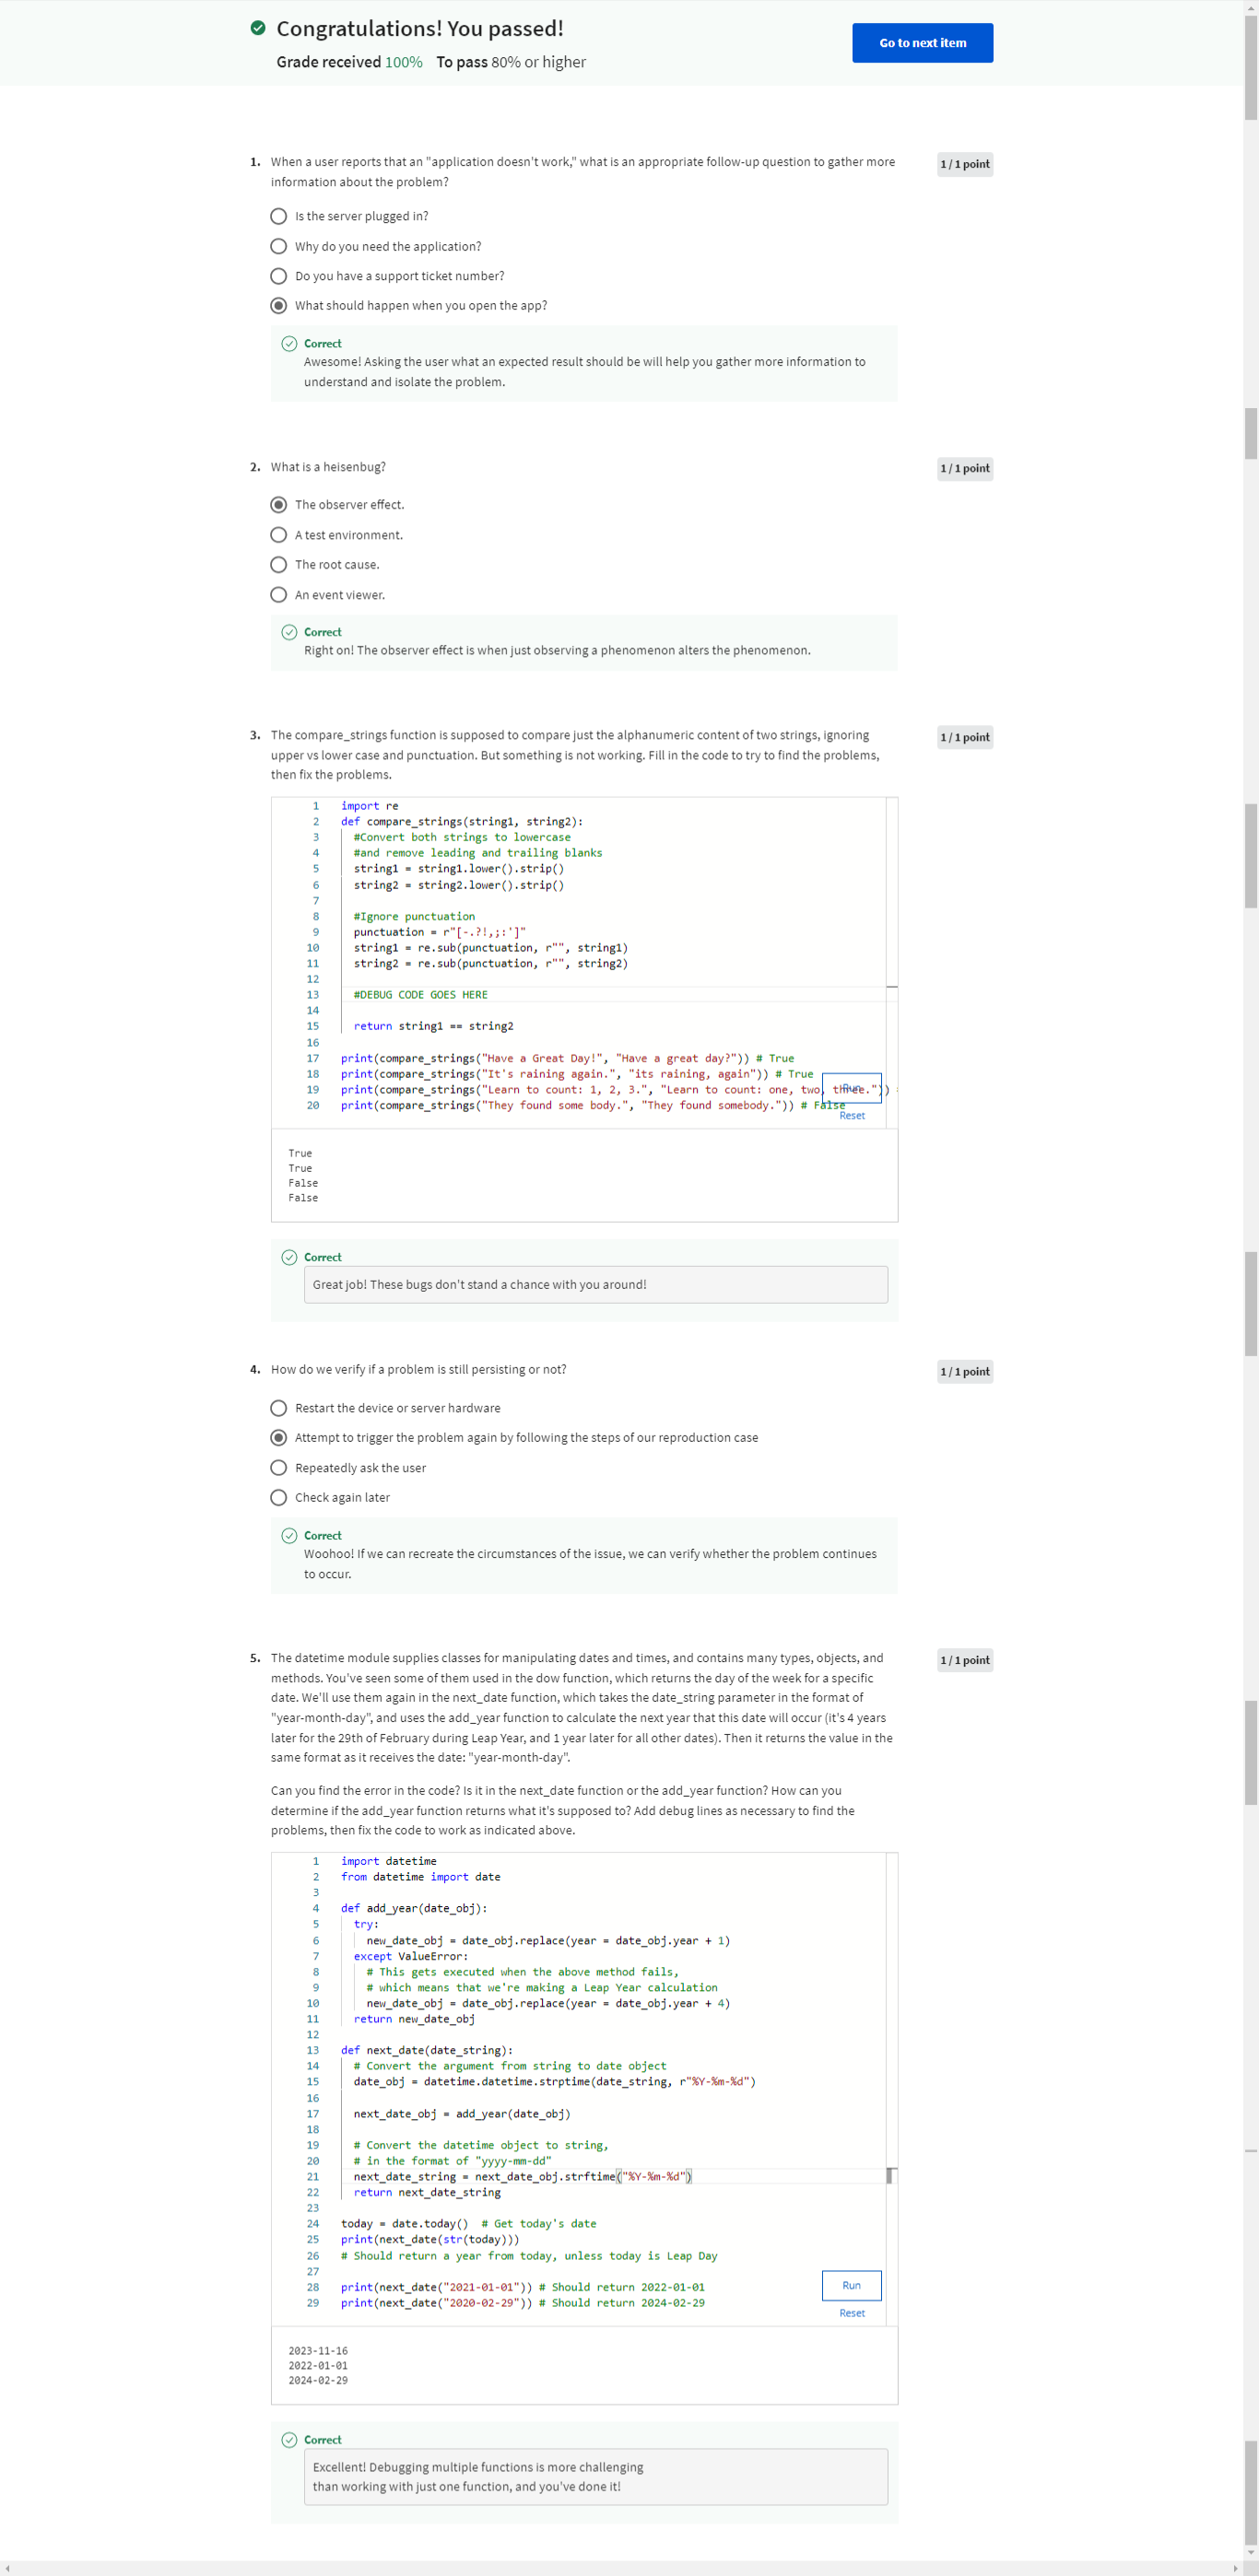 Congratulations! You passed!
Grade received 100% To pass 80% or higher
Go to next item
1. When a user reports that an "application doesn't work," what is an appropriate follow-up question to gather more
information about the problem?
1 / 1 point
Is the server plugged in?
Why do you need the application?
Do you have a support ticket number?
What should happen when you open the app?
Correct
Awesome! Asking the user what an expected result should be will help you gather more information to
understand and isolate the problem.
2. What is a heisenbug?
1 / 1 point
The observer effect.
A test environment.
The root cause.
An event viewer.
Correct
Right on! The observer effect is when just observing a phenomenon alters the phenomenon.
3. The compare_strings function is supposed to compare just the alphanumeric content of two strings, ignoring
upper vs lower case and punctuation. But something is not working. Fill in the code to try to find the problems,
then fix the problems.
1 / 1 point
1 import re
2 def compare_strings(string1, string2):
3 #Convert both strings to lowercase
4 #and remove leading and trailing blanks
5 string1 = string1.lower().strip()
6 string2 = string2.lower().strip()
7
8 #Ignore punctuation
9 punctuation = r"[-.?!,;:']"
10 string1 = re.sub(punctuation, r"", string1)
11 string2 = re.sub(punctuation, r"", string2)
12
13 #DEBUG CODE GOES HERE
14
15 return string1 == string2
16
17 print(compare_strings("Have a Great Day!", "Have a great day?")) # True
18 print(compare_strings("It's raining again.", "its raining, again")) # True
19 print(compare_strings("Learn to count: 1, 2, 3.", "Learn to count: one, two, three."))
20 print(compare_strings("They found some body.", "They found somebody.")) # False
Run
Reset
True
True
False
False
Correct
Great job! These bugs don't stand a chance with you around!
4. How do we verify if a problem is still persisting or not?
1 / 1 point
Restart the device or server hardware
Attempt to trigger the problem again by following the steps of our reproduction case
Repeatedly ask the user
Check again later
Correct
Woohoo! If we can recreate the circumstances of the issue, we can verify whether the problem continues
to occur.
5. The datetime module supplies classes for manipulating dates and times, and contains many types, objects, and
methods. You've seen some of them used in the dow function, which returns the day of the week for a specific
date. We'll use them again in the next_date function, which takes the date_string parameter in the format of
"year-month-day", and uses the add_year function to calculate the next year that this date will occur (it's 4 years
later for the 29th of February during Leap Year, and 1 year later for all other dates). Then it returns the value in the
same format as it receives the date: "year-month-day".
1 / 1 point
Can you find the error in the code? Is it in the next_date function or the add_year function? How can you
determine if the add_year function returns what it's supposed to? Add debug lines as necessary to find the
problems, then fix the code to work as indicated above.
1 import datetime
2 from datetime import date
3
4 def add_year(date_obj):
5 try:
6 new_date_obj = date_obj.replace(year = date_obj.year + 1)
7 except ValueError:
8 # This gets executed when the above method fails,
9 # which means that we're making a Leap Year calculation
10 new_date_obj = date_obj.replace(year = date_obj.year + 4)
11 return new_date_obj
12
13 def next_date(date_string):
14 # Convert the argument from string to date object
15 date_obj = datetime.datetime.strptime(date_string, r"%Y-%m-%d")
16
17 next_date_obj = add_year(date_obj)
18
19 # Convert the datetime object to string,
20 # in the format of "yyyy-mm-dd"
21 next_date_string = next_date_obj.strftime("%Y-%m-%d")
22 return next_date_string
23
24 today = date.today() # Get today's date
25 print(next_date(str(today)))
26 # Should return a year from today, unless today is Leap Day
27
28 print(next_date("2021-01-01")) # Should return 2022-01-01
29 print(next_date("2020-02-29")) # Should return 2024-02-29
Run
Reset
2023-11-16
2022-01-01
2024-02-29
Correct
Excellent! Debugging multiple functions is more challenging
than working with just one function, and you've done it!